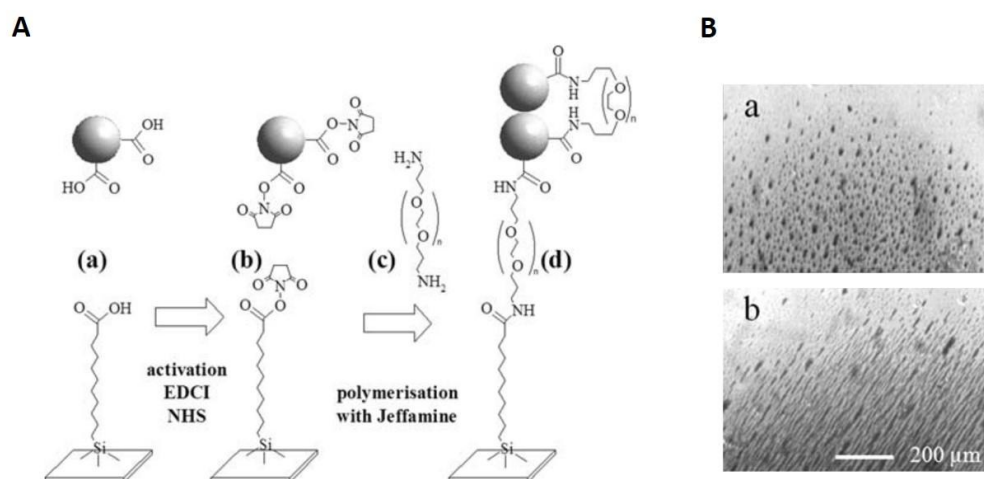 A
B
O
OH
O
HO
O
O
O
N
O
O
O
O
N
O
O
H₂N
O
O
n
NH₂
O
N
H
O
O
n
H
N
O
HN
O
O
O
n
(a)
(b)
(c)
(d)
O
OH
O
N
O
O
O
O
NH
activation
EDCI
NHS
polymerisation
with Jeffamine
Si
Si
Si
a
b
200 µm